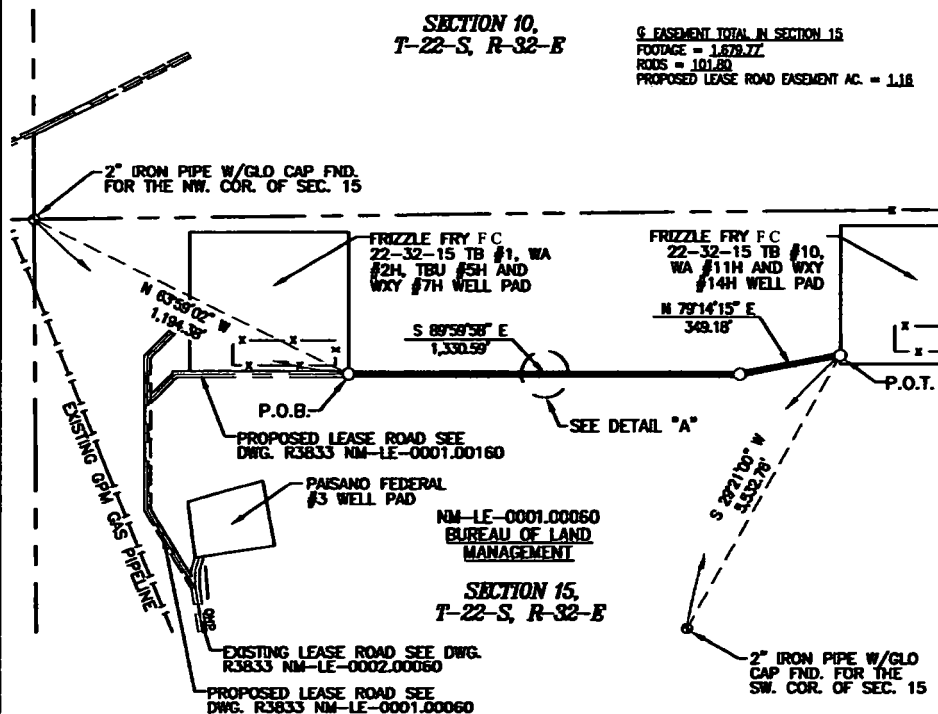 SECTION 10,
T-22-S, R-32-E
℄ EASEMENT TOTAL IN SECTION 15
FOOTAGE = 1,679.77'
RODS = 101.80
PROPOSED LEASE ROAD EASEMENT AC. = 1.16
2" IRON PIPE W/GLO CAP FND.
FOR THE NW. COR. OF SEC. 15
FRIZZLE FRY FC
22-32-15 TB #1, WA
#2H, TBU #5H AND
WXY #7H WELL PAD
FRIZZLE FRY FC
22-32-15 TB #10,
WA #11H AND WXY
#14H WELL PAD
N 63°59'02" W
1,194.38'
S 89°59'58" E
1,330.59'
N 79°14'15" E
349.18'
P.O.B.
P.O.T.
SEE DETAIL "A"
PROPOSED LEASE ROAD SEE
DWG. R3833 NM-LE-0001.00160
EXISTING GPM GAS PIPELINE
PAISANO FEDERAL
#3 WELL PAD
S 29°21'00" W
5,532.76'
NM-LE-0001.00060
BUREAU OF LAND
MANAGEMENT
SECTION 15,
T-22-S, R-32-E
OHP
EXISTING LEASE ROAD SEE DWG.
R3833 NM-LE-0002.00060
PROPOSED LEASE ROAD SEE
DWG. R3833 NM-LE-0001.00060
2" IRON PIPE W/GLO
CAP FND. FOR THE
SW. COR. OF SEC. 15